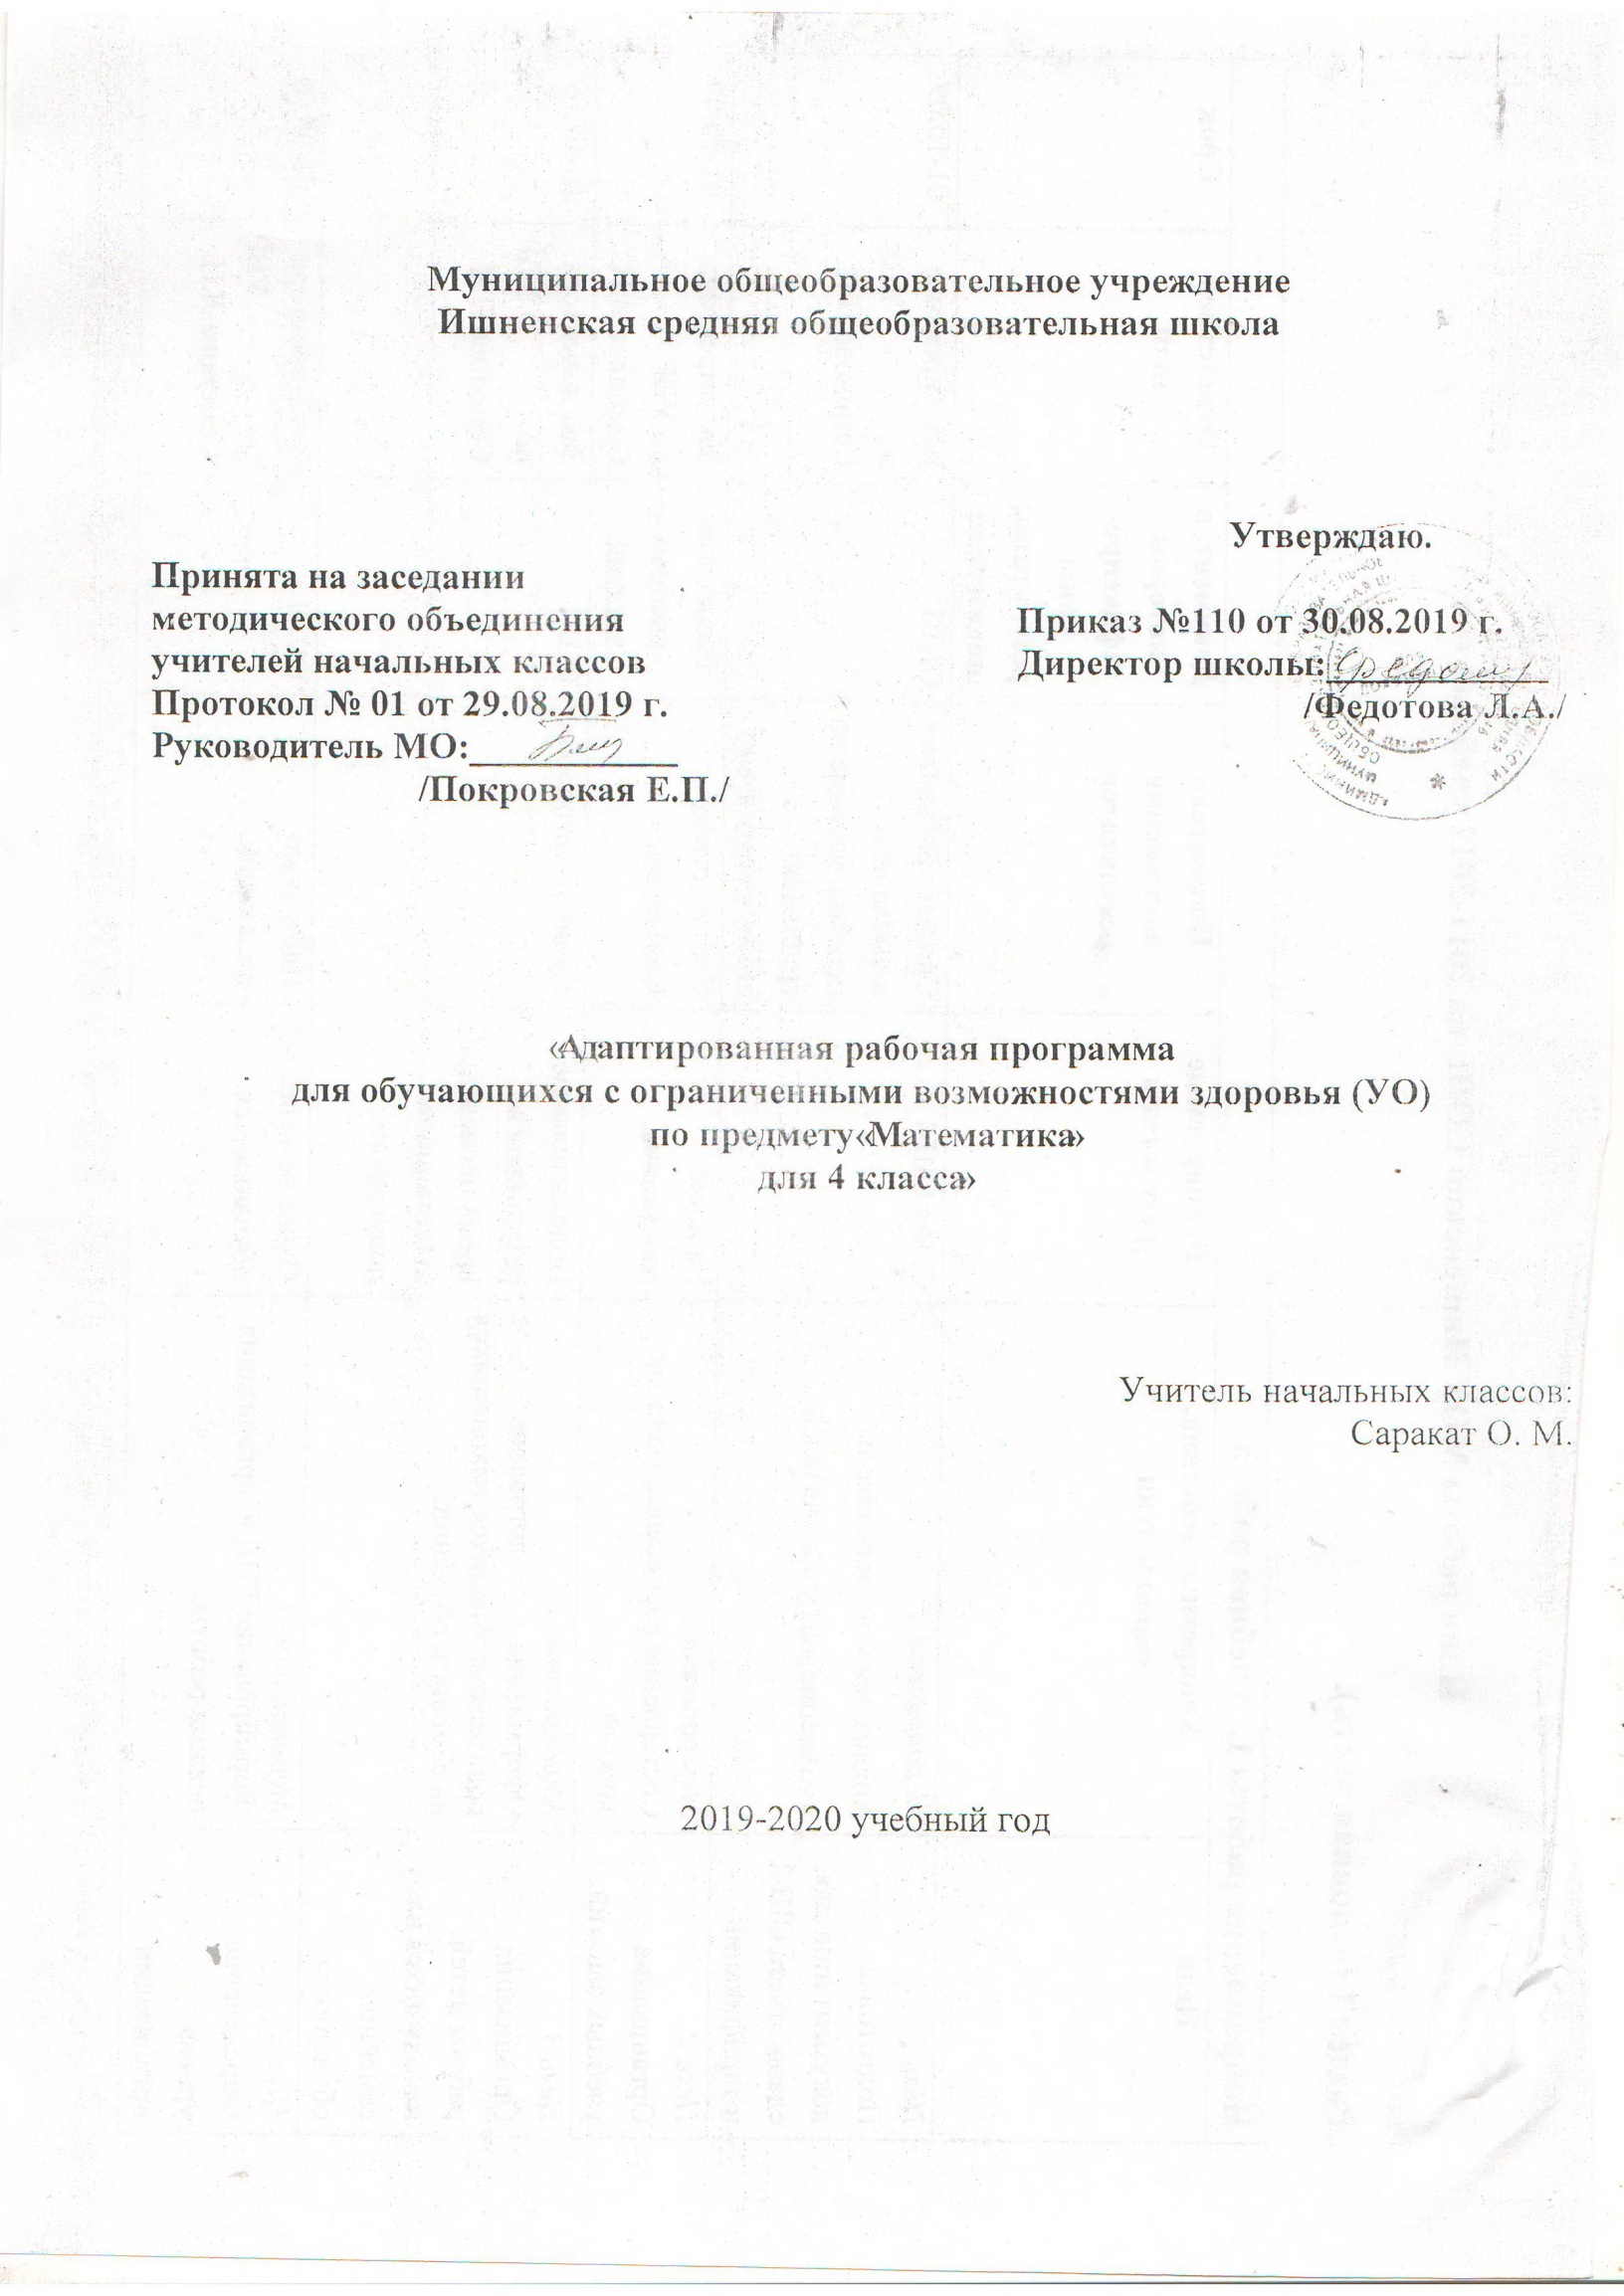 Муниципальное общеобразовательное учреждение
Ишненская средняя общеобразовательная школа
Утверждаю.
Принята на заседании
методического объединения
учителей начальных классов
Протокол № 01 от 29.08.2019 г.
Руководитель МО:
/Покровская Е.П./
Приказ №110 от 30.08.2019 г.
Директор школы:
/Федотова Л.А./
«Адаптированная рабочая программа
для обучающихся с ограниченными возможностями здоровья (УО)
по предмету«Математика»
для 4 класса»
Учитель начальных классов:
Саракат О. М.
2019-2020 учебный год